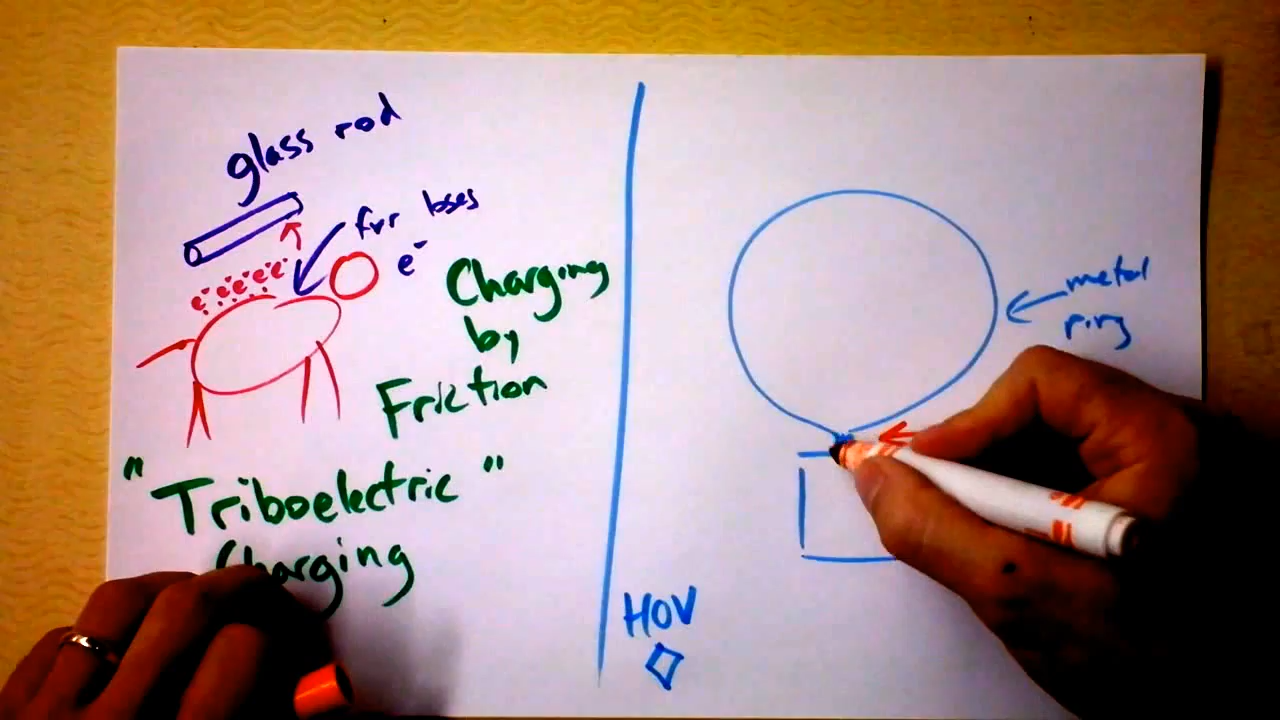 glass rod
fur loses
e⁻
e⁻ e⁻ e⁻ e⁻ e⁻
Charging
by
Friction
"Triboelectric"
Charging
metal
ring
HOV